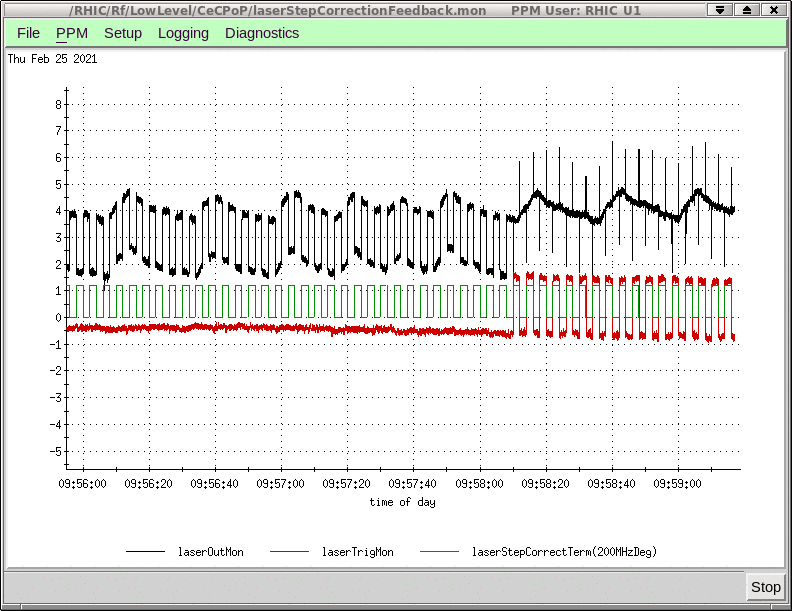 /RHIC/Rf/LowLevel/CeCPoP/laserStepCorrectionFeedback.mon PPM User: RHIC U1
File PPM Setup Logging Diagnostics
Thu Feb 25 2021
8
7
6
5
4
3
2
1
0
-1
-2
-3
-4
-5
09:56:00 09:56:20 09:56:40 09:57:00 09:57:20 09:57:40 09:58:00 09:58:20 09:58:40 09:59:00
time of day
laserOutMon laserTrigMon laserStepCorrectTerm(200MHzDeg)
Stop